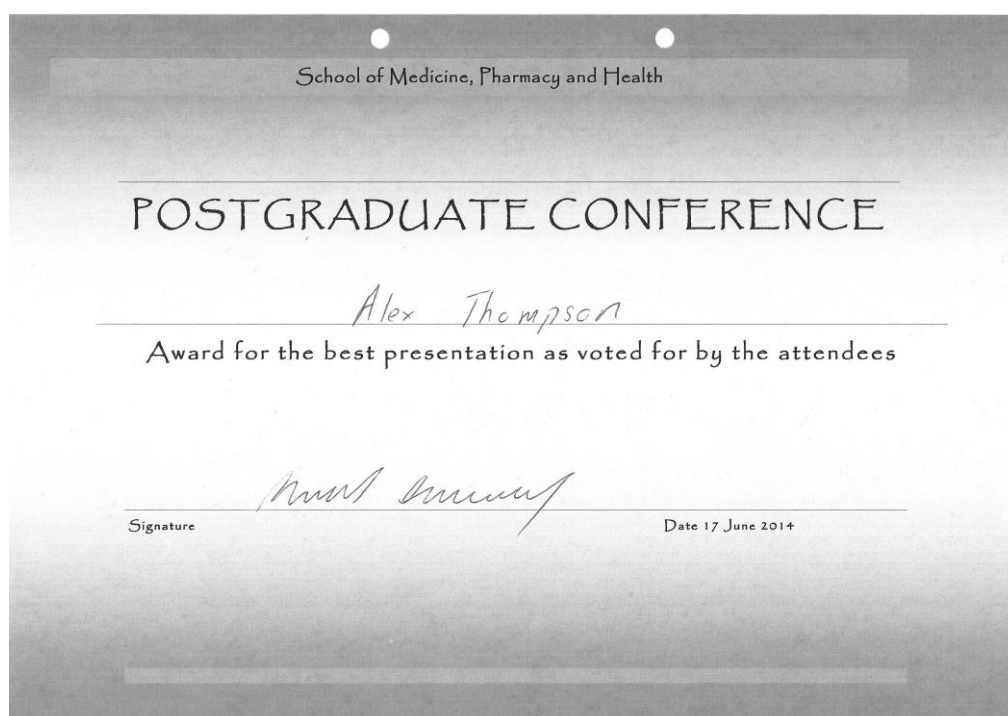 School of Medicine, Pharmacy and Health
POSTGRADUATE CONFERENCE
Alex Thompson
Award for the best presentation as voted for by the attendees
Signature
Date 17 June 2014